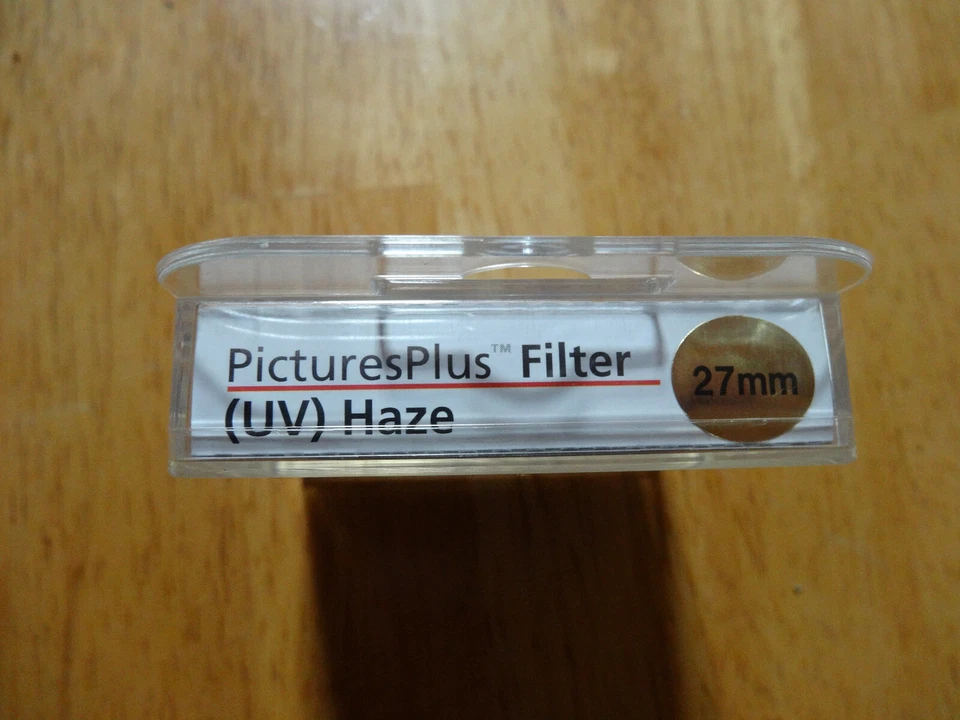 PicturesPlus™ Filter
(UV) Haze
27mm